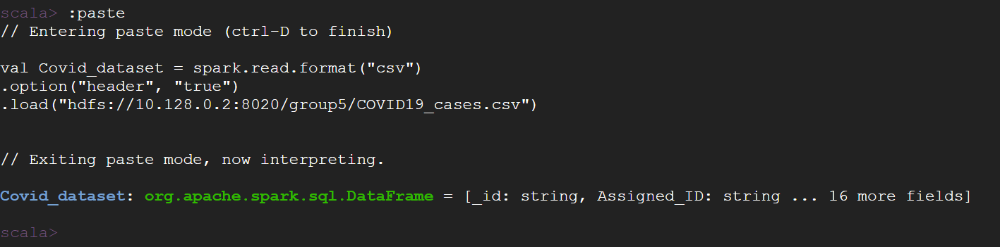 scala> :paste
// Entering paste mode (ctrl-D to finish)
val Covid_dataset = spark.read.format("csv")
.option("header", "true")
.load("hdfs://10.128.0.2:8020/group5/COVID19_cases.csv")
// Exiting paste mode, now interpreting.
Covid_dataset: org.apache.spark.sql.DataFrame = [_id: string, Assigned_ID: string ... 16 more fields]
scala>